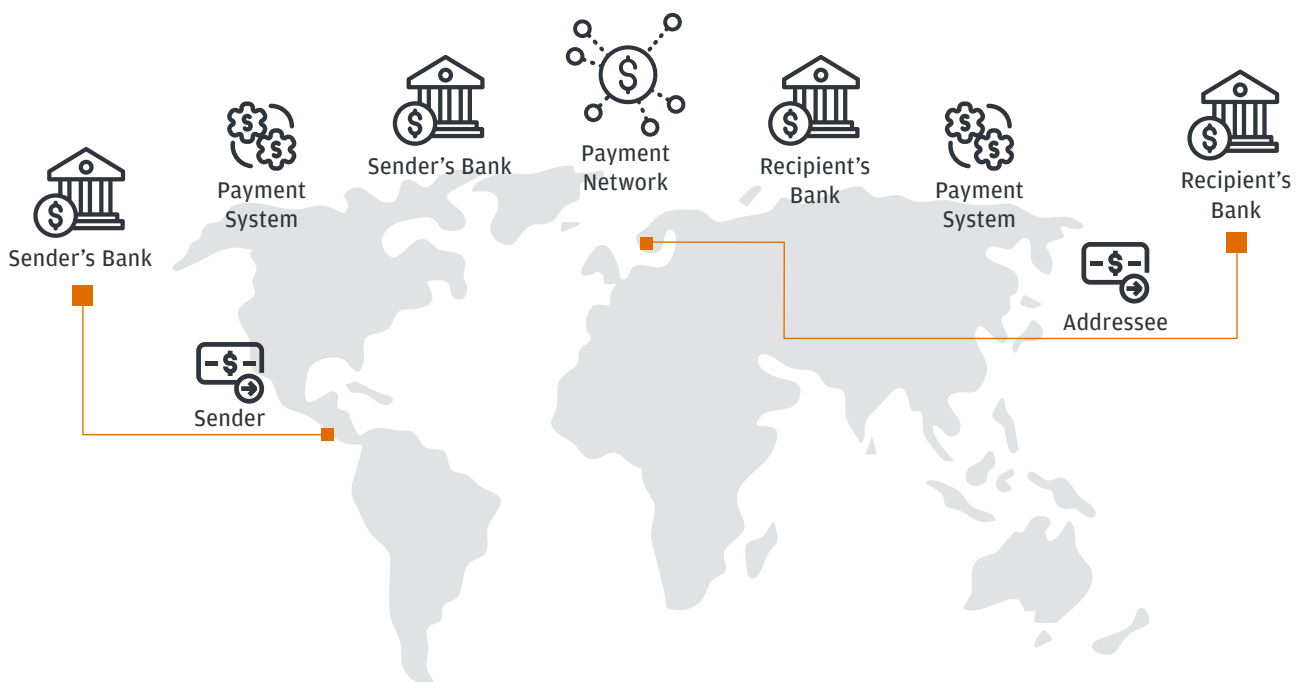 Sender's Bank
Payment
System
Sender's Bank
Payment
Network
Recipient's
Bank
Payment
System
Recipient's
Bank
Sender
Addressee